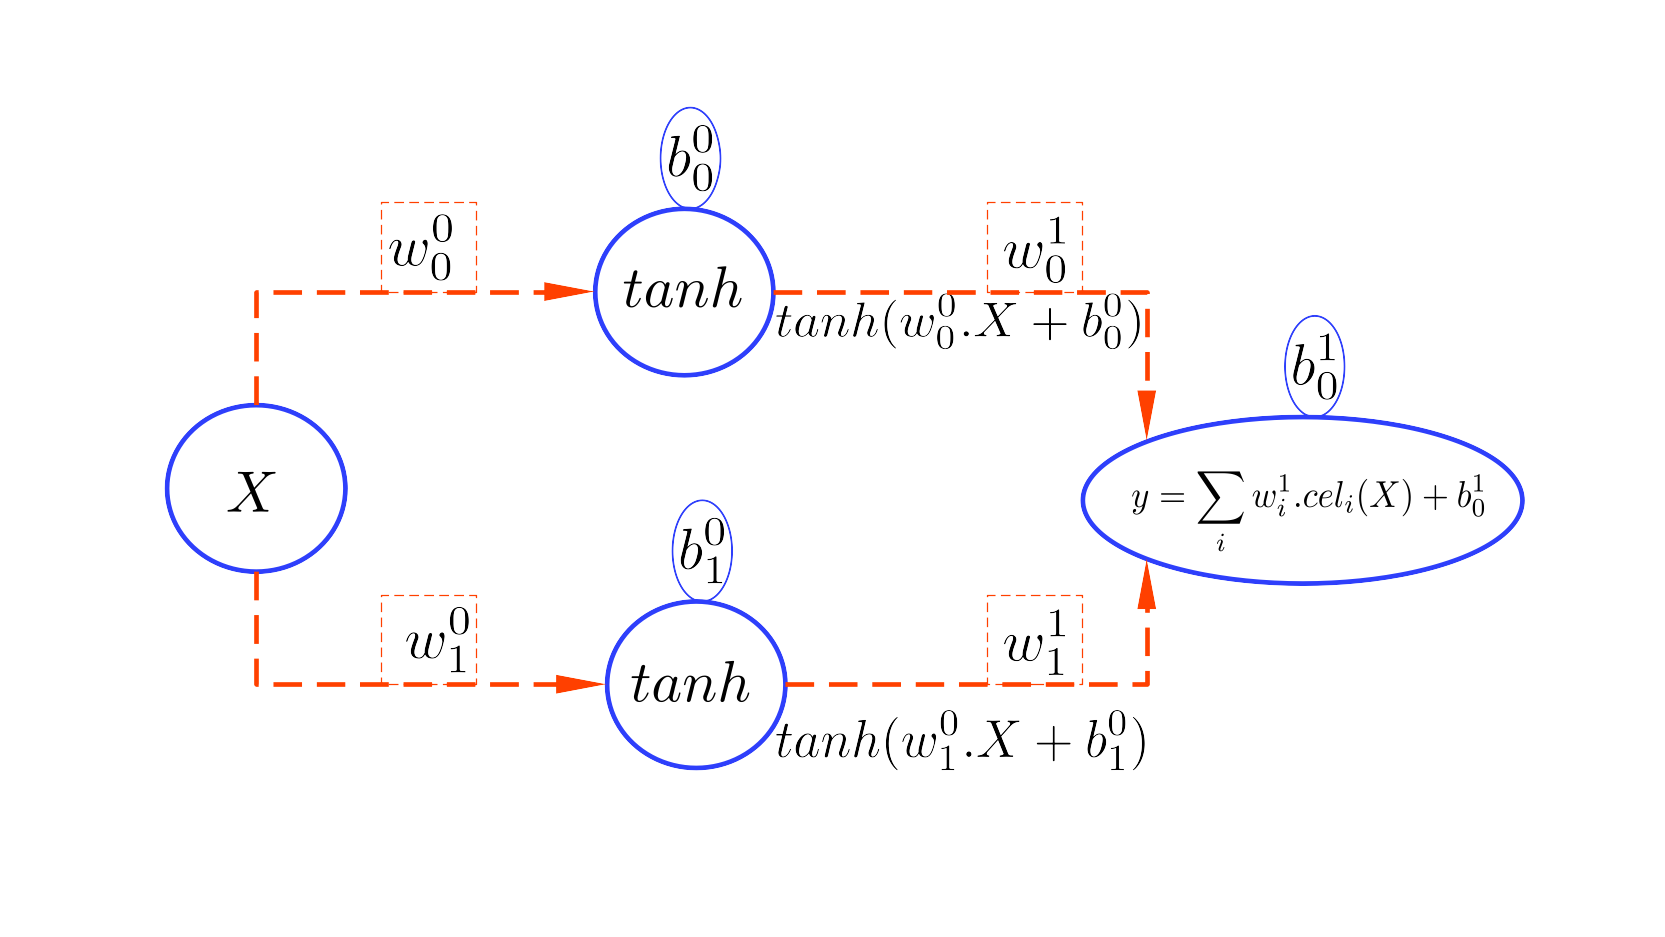 b_0^0
w_0^0
w_0^1
tanh
tanh(w_0^0.X + b_0^0)
b_0^1
X
y = \sum_i w_i^1.cel_i(X) + b_0^1
b_1^0
w_1^0
w_1^1
tanh
tanh(w_1^0.X + b_1^0)